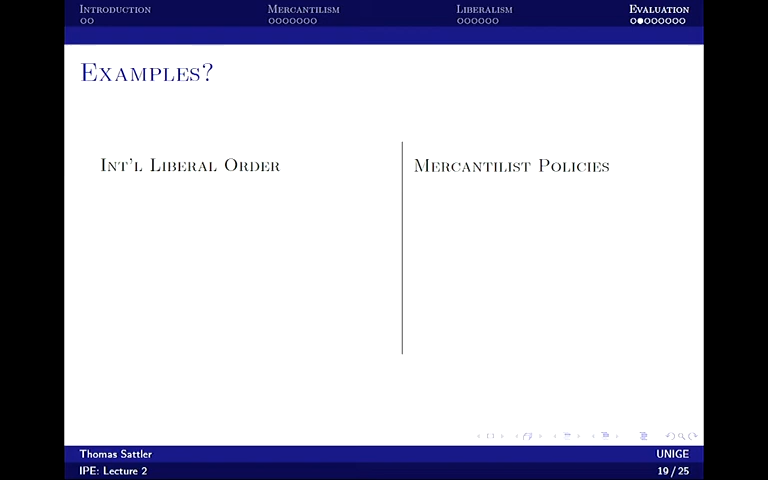 Introduction Mercantilism Liberalism Evaluation
Examples?
Int'l Liberal Order
Mercantilist Policies
Thomas Sattler UNIGE
IPE: Lecture 2 19 / 25